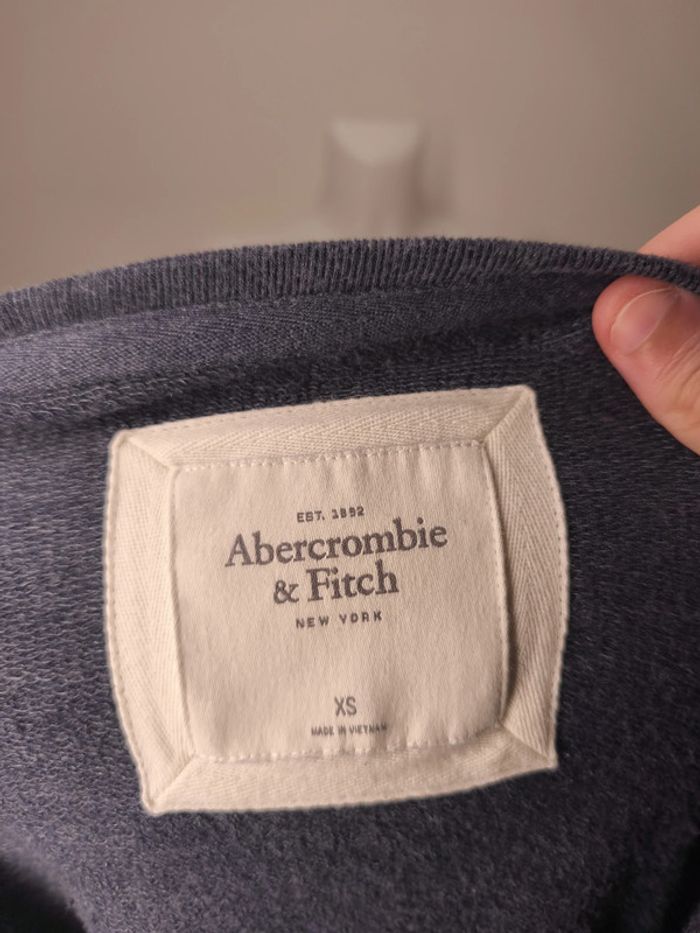 EST. 1892
Abercrombie
& Fitch
NEW YORK
XS
MADE IN VIETNAM